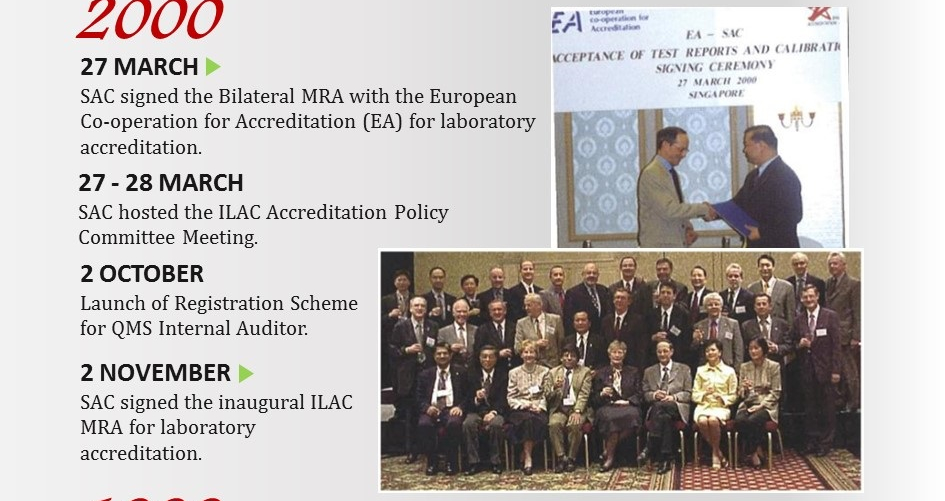 2000
27 MARCH
SAC signed the Bilateral MRA with the European
Co-operation for Accreditation (EA) for laboratory
accreditation.
27 - 28 MARCH
SAC hosted the ILAC Accreditation Policy
Committee Meeting.
2 OCTOBER
Launch of Registration Scheme
for QMS Internal Auditor.
2 NOVEMBER
SAC signed the inaugural ILAC
MRA for laboratory
accreditation.
EA
European
co-operation for
Accreditation
EA – SAC
ACCEPTANCE OF TEST REPORTS AND CALIBRATI
SIGNING CEREMONY
27 MARCH 2000
SINGAPORE